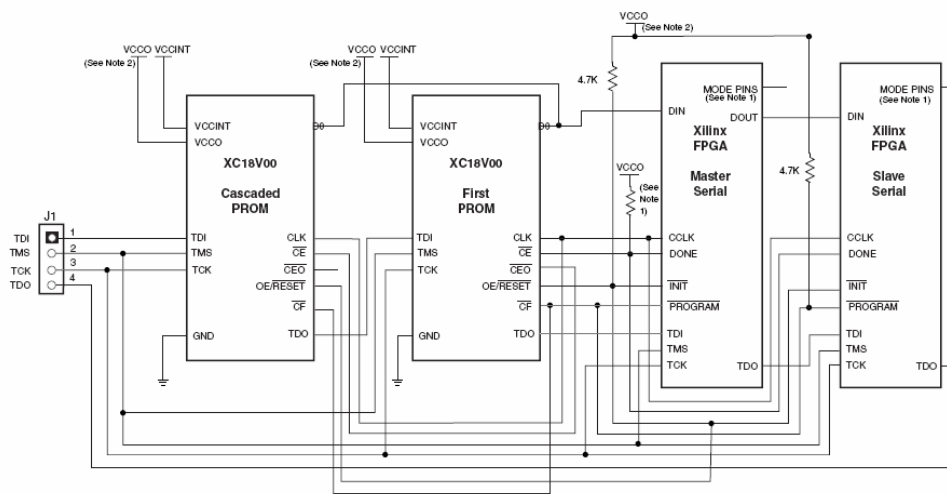 VCCO VCCINT
(See Note 2)
VCCINT
VCCO
D0
XC18V00
Cascaded
PROM
J1
TDI
TMS
TCK
TDO
1
2
3
4
TDI
TMS
TCK
GND
CLK
CE
CEO
OE/RESET
CF
TDO
VCCO VCCINT
(See Note 2)
VCCINT
VCCO
D0
XC18V00
First
PROM
TDI
TMS
TCK
GND
CLK
CE
CEO
OE/RESET
CF
TDO
VCCO
(See Note 2)
4.7K
VCCO
(See
Note
1)
MODE PINS
(See Note 1)
DIN
DOUT
Xilinx
FPGA
Master
Serial
CCLK
DONE
INIT
PROGRAM
TDI
TMS
TCK
TDO
4.7K
MODE PINS
(See Note 1)
DIN
Xilinx
FPGA
Slave
Serial
CCLK
DONE
INIT
PROGRAM
TDI
TMS
TCK
TDO